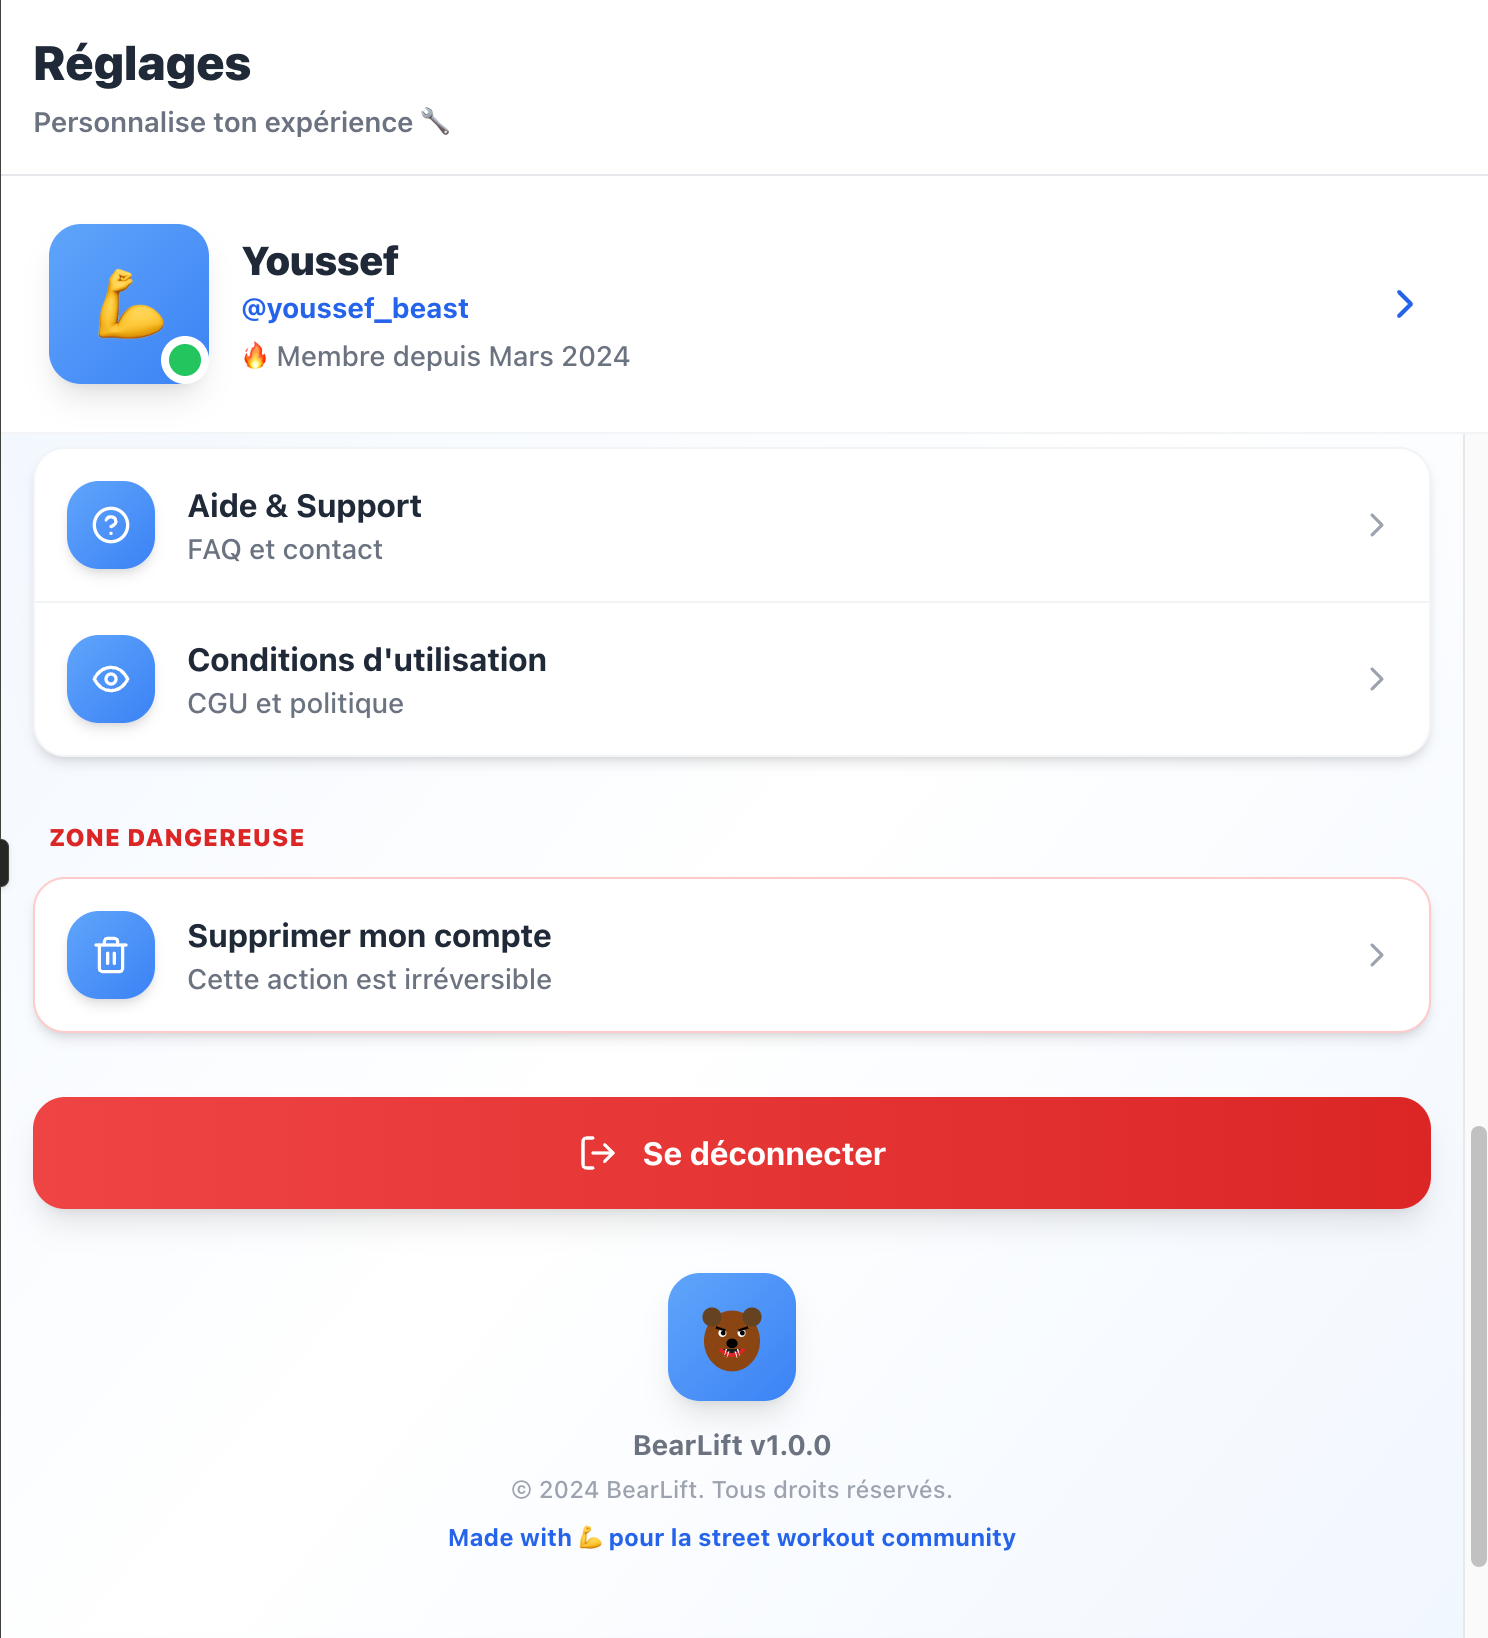 Réglages
Personnalise ton expérience 🔧
Youssef
@youssef_beast
🔥 Membre depuis Mars 2024
Aide & Support
FAQ et contact
Conditions d'utilisation
CGU et politique
ZONE DANGEREUSE
Supprimer mon compte
Cette action est irréversible
Se déconnecter
BearLift v1.0.0
© 2024 BearLift. Tous droits réservés.
Made with 💪 pour la street workout community